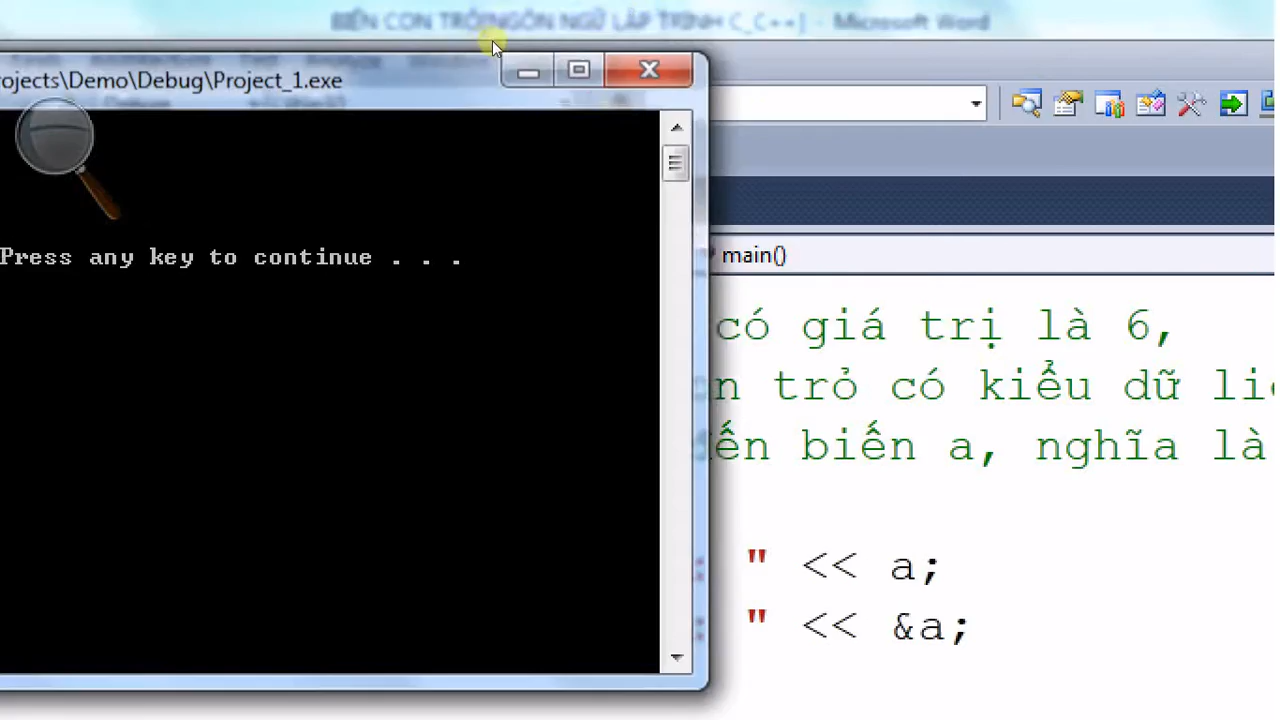 BIẾN CON TRỎ[NGÔN NGỮ LẬP TRÌNH C_C++] - Microsoft Word
rojects\Demo\Debug\Project_1.exe
Press any key to continue . . .
main()
có giá trị là 6,
n trỏ có kiểu dữ liệ
ến biến a, nghĩa là
" << a;
" << &a;